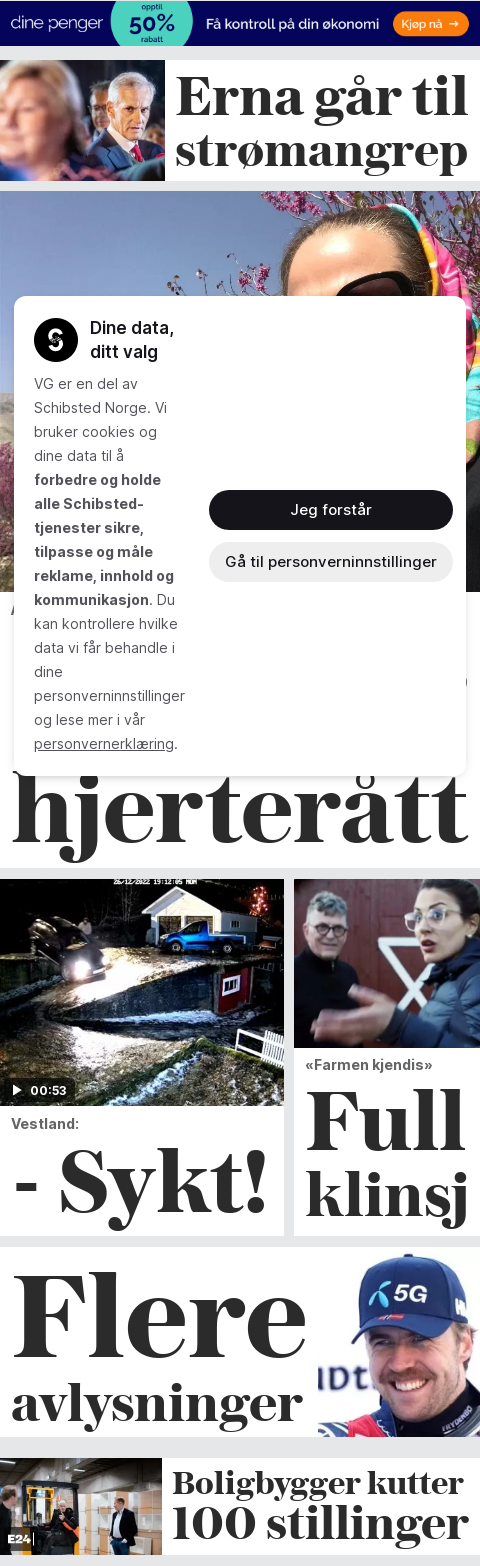 dine penger
opptil
50%
rabatt
Få kontroll på din økonomi
Kjøp nå →
Erna går til
strømangrep
Dine data,
ditt valg
VG er en del av
Schibsted Norge. Vi
bruker cookies og
dine data til å
forbedre og holde
alle Schibsted-
tjenester sikre,
tilpasse og måle
reklame, innhold og
kommunikasjon. Du
kan kontrollere hvilke
data vi får behandle i
dine
personverninnstillinger
og lese mer i vår
personvernerklæring.
Jeg forstår
Gå til personverninnstillinger
hjerterått
26/12/2022 19:12:05 MDM
00:53
Vestland:
- Sykt!
«Farmen kjendis»
Full
klinsj
Flere
avlysninger
5G
E24
Boligbygger kutter
100 stillinger